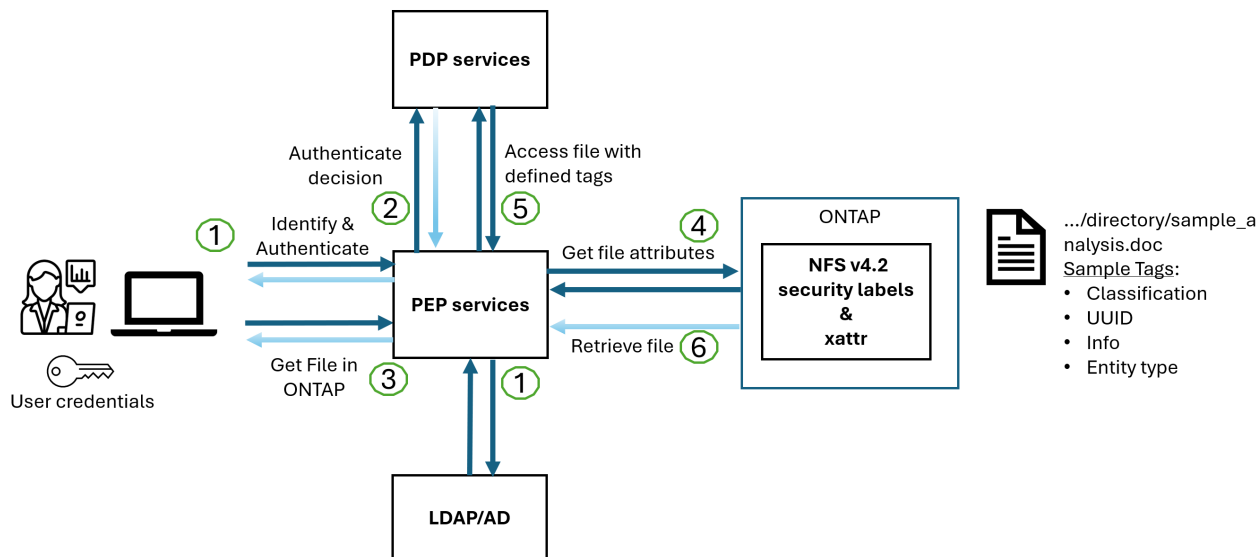 PDP services
Authenticate
decision
2
Access file with
defined tags
5
1
Identify &
Authenticate
PEP services
Get File in
ONTAP
3
User credentials
1
LDAP/AD
Get file attributes
4
Retrieve file
6
ONTAP
NFS v4.2
security labels
&
xattr
.../directory/sample_a
nalysis.doc
Sample Tags:
• Classification
• UUID
• Info
• Entity type